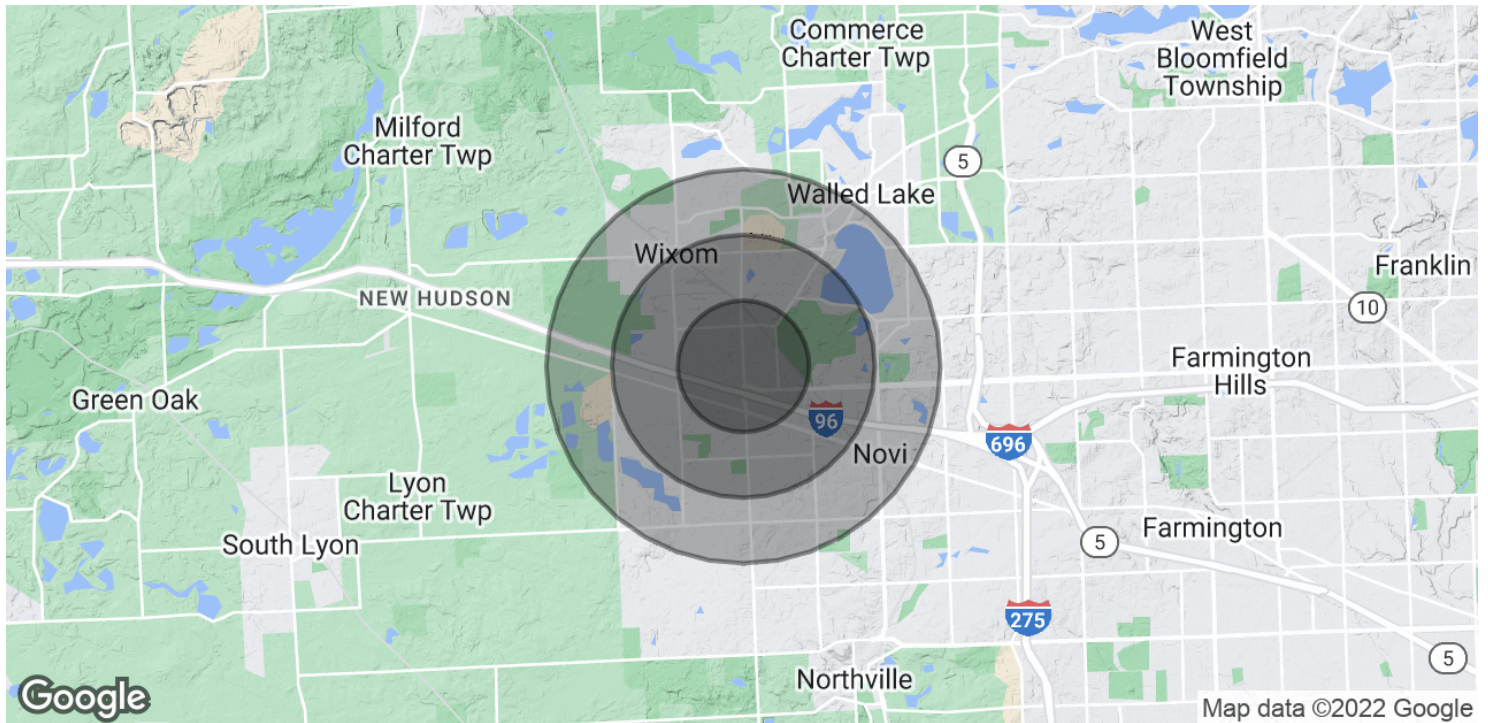 Commerce
Charter Twp
West
Bloomfield
Township
Milford
Charter Twp
5
Walled Lake
Wixom
Franklin
NEW HUDSON
10
Farmington
Hills
Green Oak
96
696
Novi
Lyon
Charter Twp
South Lyon
5
Farmington
275
5
Northville
Google
Map data ©2022 Google